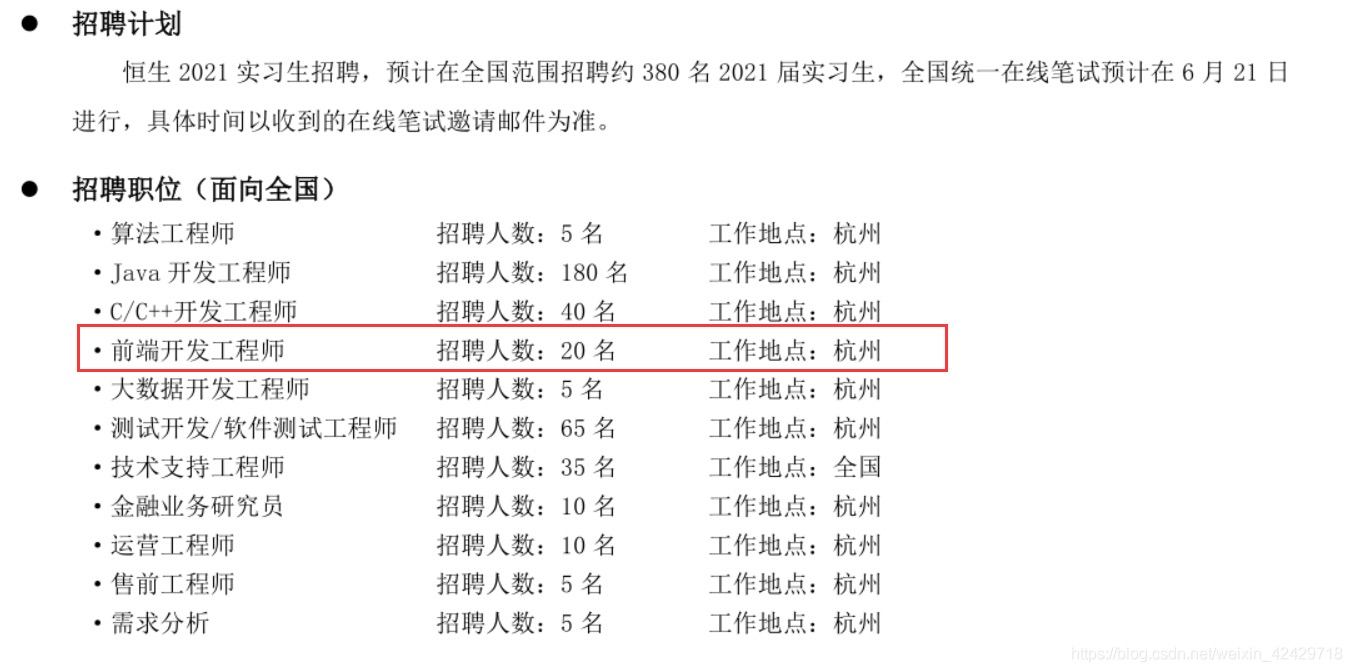 ● 招聘计划
恒生 2021 实习生招聘，预计在全国范围招聘约 380 名 2021 届实习生，全国统一在线笔试预计在 6 月 21 日
进行，具体时间以收到的在线笔试邀请邮件为准。
● 招聘职位（面向全国）
・算法工程师 招聘人数：5 名 工作地点：杭州
・Java 开发工程师 招聘人数：180 名 工作地点：杭州
・C/C++开发工程师 招聘人数：40 名 工作地点：杭州
・前端开发工程师 招聘人数：20 名 工作地点：杭州
・大数据开发工程师 招聘人数：5 名 工作地点：杭州
・测试开发/软件测试工程师 招聘人数：65 名 工作地点：杭州
・技术支持工程师 招聘人数：35 名 工作地点：全国
・金融业务研究员 招聘人数：10 名 工作地点：杭州
・运营工程师 招聘人数：10 名 工作地点：杭州
・售前工程师 招聘人数：5 名 工作地点：杭州
・需求分析 招聘人数：5 名 工作地点：杭州
https://blog.csdn.net/weixin_42429718